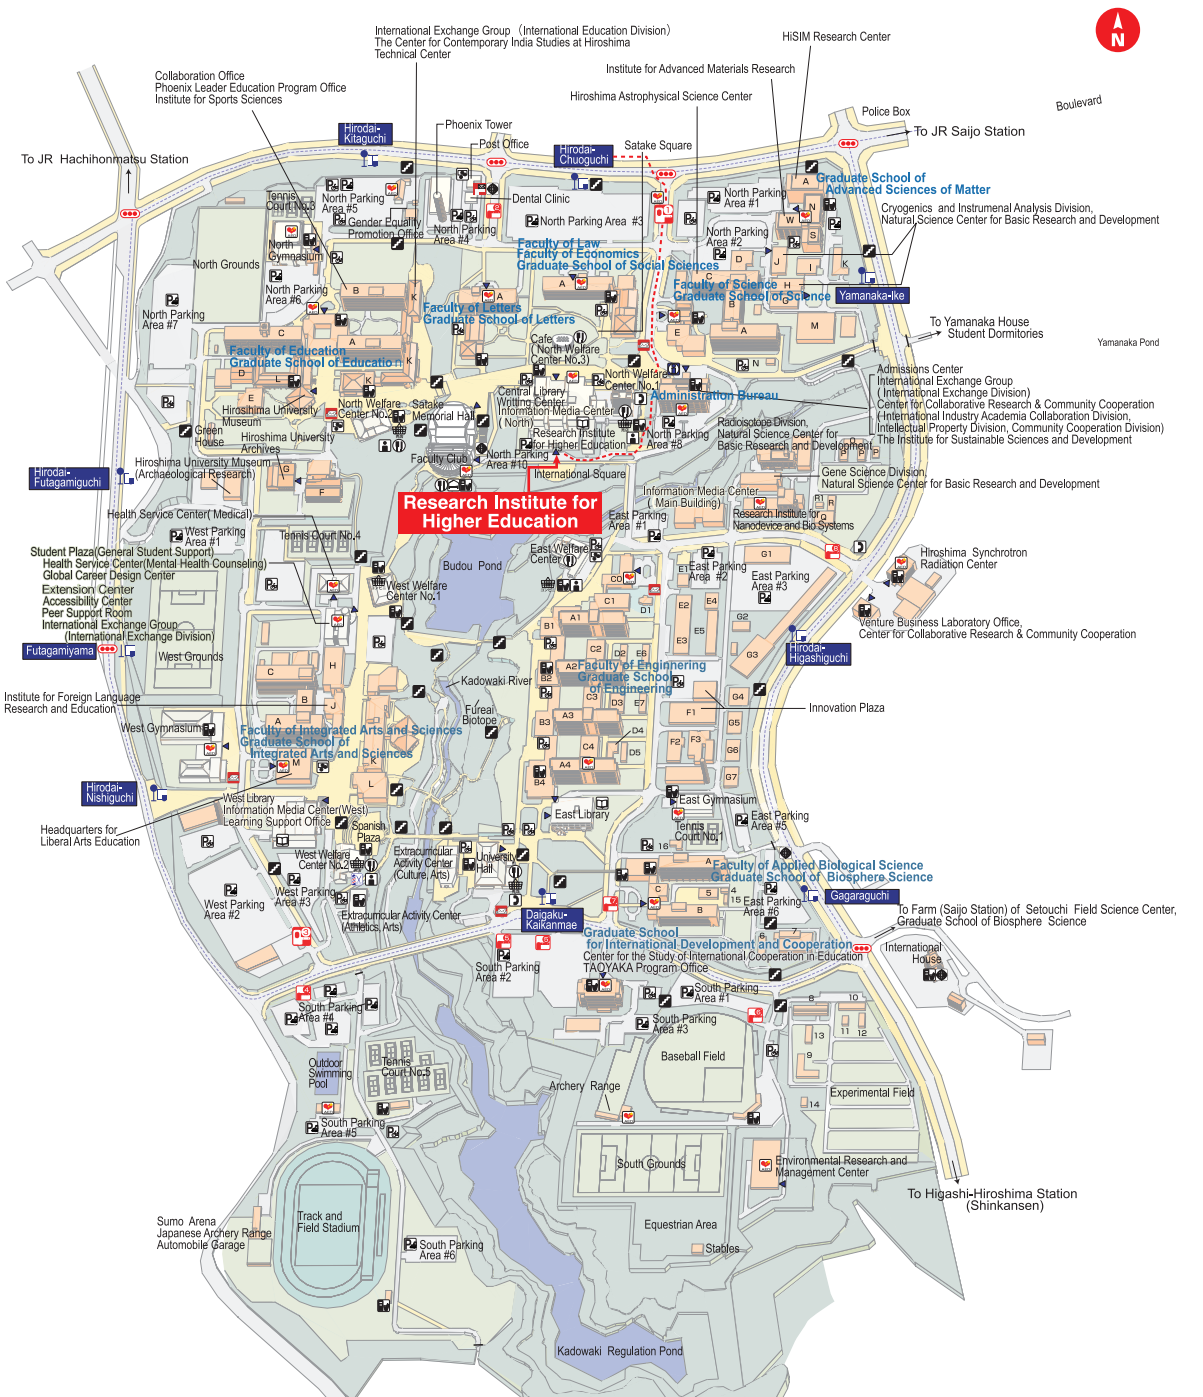 N
International Exchange Group (International Education Division)
The Center for Contemporary India Studies at Hiroshima
Technical Center
HiSIM Research Center
Institute for Advanced Materials Research
Hiroshima Astrophysical Science Center
Collaboration Office
Phoenix Leader Education Program Office
Institute for Sports Sciences
Boulevard
Police Box
To JR Saijo Station
To JR Hachihonmatsu Station
Hirodai-
Kitaguchi
Phoenix Tower
Post Office
Hirodai-
Chuoguchi
Satake Square
Dental Clinic
Tennis
Court No.3
North Parking
Area #5
Gender Equality
Promotion Office
North Parking
Area #4
North Parking Area #3
North Parking
Area #1
Graduate School of
Advanced Sciences of Matter
Cryogenics and Instrumenal Analysis Division,
Natural Science Center for Basic Research and Development
North
Gymnasium
North Grounds
North Parking
Area #6
North Parking
Area #7
Faculty of Law
Faculty of Economics
Graduate School of Social Sciences
North Parking
Area #2
Faculty of Science
Graduate School of Science
Yamanaka-Ike
Faculty of Letters
Graduate School of Letters
To Yamanaka House
Student Dormitories
Yamanaka Pond
Faculty of Education
Graduate School of Education
Cafe
(North Welfare
Center No.3)
North Welfare
Center No.1
Admissions Center
International Exchange Group
(International Exchange Division)
Center for Collaborative Research & Community Cooperation
(International Industry Academia Collaboration Division,
Intellectual Property Division, Community Cooperation Division)
The Institute for Sustainable Sciences and Development
Hirosima University
Museum
North Welfare
Center No.2
Satake
Memorial Hall
Central Library
Writing Center
Information Media Center
(North)
Administration Bureau
Green
House
Hiroshima University
Archives
Research Institute
for Higher Education
North Parking
Area #8
Radioisotope Division,
Natural Science Center for
Basic Research and Development
Faculty Club
North Parking
Area #10
International Square
Hirodai-
Futagamiguchi
Hiroshima University Museum
(Archaeological Research)
Gene Science Division,
Natural Science Center for Basic Research and Development
Research Institute for
Higher Education
Information Media Center
( Main Building)
Health Service Center(Medical)
East Parking
Area #1
Research Institute for
Nanodevice and Bio Systems
West Parking
Area #1
Tennis Court No.4
Student Plaza(General Student Support)
Health Service Center(Mental Health Counseling)
Global Career Design Center
Extension Center
Accessibility Center
Peer Support Room
International Exchange Group
(International Exchange Division)
Budou Pond
East Welfare
Center
East Parking
Area #2
East Parking
Area #3
Hiroshima Synchrotron
Radiation Center
West Welfare
Center No.1
Venture Business Laboratory Office,
Center for Collaborative Research & Community Cooperation
Futagamiyama
West Grounds
Hirodai-
Higashiguchi
Kadowaki River
Faculty of Enginnering
Graduate School
of Engineering
Institute for Foreign Language
Research and Education
Fureai
Biotope
Innovation Plaza
West Gymnasium
Faculty of Integrated Arts and Sciences
Graduate School of
Integrated Arts and Sciences
Hirodai-
Nishiguchi
West Library
Information Media Center(West)
Learning Support Office
East Gymnasium
East Library
Tennis
Court No.1
East Parking
Area #5
Headquarters for
Liberal Arts Education
Spanish
Plaza
West Welfare
Center No.2
Extracurricular
Activity Center
(Culture, Arts)
University
Hall
Faculty of Applied Biological Science
Graduate School of Biosphere Science
West Parking
Area #2
West Parking
Area #3
Extracurricular Activity Center
(Athletics, Arts)
Daigaku-
Kaikanmae
East Parking
Area #6
Gagaraguchi
To Farm (Saijo Station) of Setouchi Field Science Center,
Graduate School of Biosphere Science
Graduate School
for International Development and Cooperation
Center for the Study of International Cooperation in Education
TAOYAKA Program Office
International
House
South Parking
Area #2
South Parking
Area #1
South Parking
Area #4
South Parking
Area #3
Outdoor
Swimming
Pool
Tennis
Court No.5
Baseball Field
Archery Range
Experimental Field
South Parking
Area #5
South Grounds
Environmental Research and
Management Center
To Higashi-Hiroshima Station
(Shinkansen)
Sumo Arena
Japanese Archery Range
Automobile Garage
Track and
Field Stadium
Equestrian Area
Stables
South Parking
Area #6
Kadowaki Regulation Pond